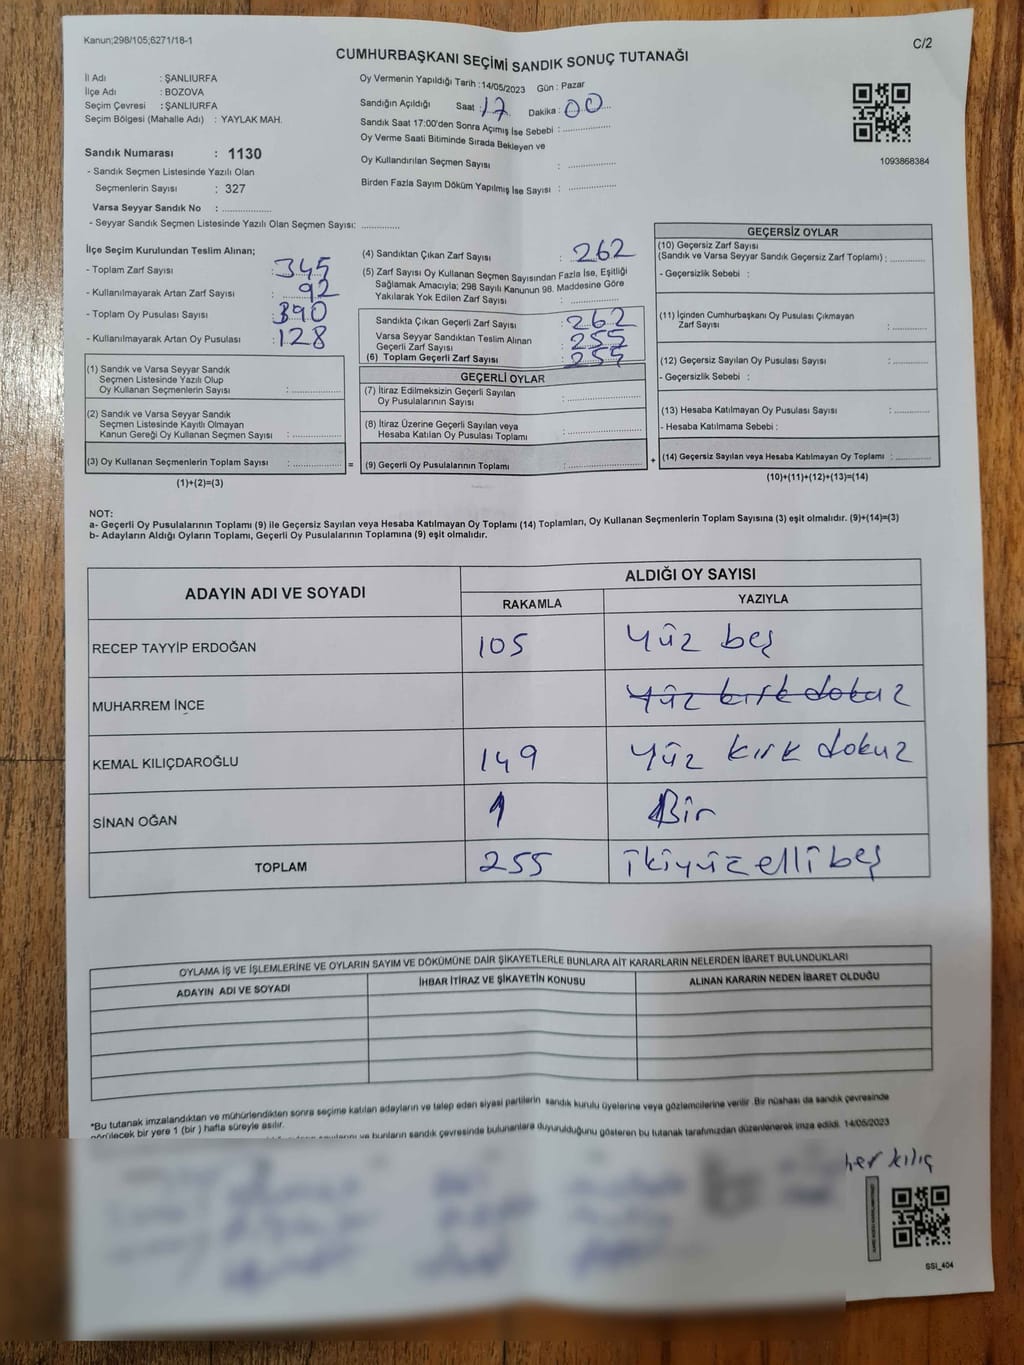 Kanun;298/105;6271/18-1
C/2
CUMHURBAŞKANI SEÇİMİ SANDIK SONUÇ TUTANAĞI
İl Adı : ŞANLIURFA
İlçe Adı : BOZOVA
Seçim Çevresi : ŞANLIURFA
Seçim Bölgesi (Mahalle Adı) : YAYLAK MAH.
Sandık Numarası : 1130
- Sandık Seçmen Listesinde Yazılı Olan
Seçmenlerin Sayısı : 327
Varsa Seyyar Sandık No : ..................
- Seyyar Sandık Seçmen Listesinde Yazılı Olan Seçmen Sayısı: .............
Oy Vermenin Yapıldığı Tarih : 14/05/2023 Gün : Pazar
Sandığın Açıldığı Saat : 17 Dakika : 00
Sandık Saat 17:00'den Sonra Açımış İse Sebebi : ..................
Oy Verme Saati Bitiminde Sırada Bekleyen ve
Oy Kullandırılan Seçmen Sayısı : ..................
Birden Fazla Sayım Döküm Yapılmış İse Sayısı : ..................
1093868384
İlçe Seçim Kurulundan Teslim Alınan;
- Toplam Zarf Sayısı : 345
- Kullanılmayarak Artan Zarf Sayısı : 92
- Toplam Oy Pusulası Sayısı : 390
- Kullanılmayarak Artan Oy Pusulası : 128
(1) Sandık ve Varsa Seyyar Sandık
Seçmen Listesinde Yazılı Olup
Oy Kullanan Seçmenlerin Sayısı : ..................
(2) Sandık ve Varsa Seyyar Sandık
Seçmen Listesinde Kayıtlı Olmayan
Kanun Gereği Oy Kullanan Seçmen Sayısı : ..................
(3) Oy Kullanan Seçmenlerin Toplam Sayısı : ..................
(1)+(2)=(3)
=
(4) Sandıktan Çıkan Zarf Sayısı : 262
(5) Zarf Sayısı Oy Kullanan Seçmen Sayısından Fazla İse, Eşitliği
Sağlamak Amacıyla; 298 Sayılı Kanunun 98. Maddesine Göre
Yakılarak Yok Edilen Zarf Sayısı : ..................
Sandıkta Çıkan Geçerli Zarf Sayısı : 262
Varsa Seyyar Sandıktan Teslim Alınan
Geçerli Zarf Sayısı : 255
(6) Toplam Geçerli Zarf Sayısı : 255
GEÇERLİ OYLAR
(7) İtiraz Edilmeksizin Geçerli Sayılan
Oy Pusulalarının Sayısı : ..................
(8) İtiraz Üzerine Geçerli Sayılan veya
Hesaba Katılan Oy Pusulası Toplamı : ..................
(9) Geçerli Oy Pusulalarının Toplamı : ..................
+
GEÇERSİZ OYLAR
(10) Geçersiz Zarf Sayısı
(Sandık ve Varsa Seyyar Sandık Geçersiz Zarf Toplamı) : ...........
- Geçersizlik Sebebi :
(11) İçinden Cumhurbaşkanı Oy Pusulası Çıkmayan
Zarf Sayısı : ...........
(12) Geçersiz Sayılan Oy Pusulası Sayısı : ...........
- Geçersizlik Sebebi :
(13) Hesaba Katılmayan Oy Pusulası Sayısı : ...........
- Hesaba Katılmama Sebebi :
(14) Geçersiz Sayılan veya Hesaba Katılmayan Oy Toplamı : ...........
(10)+(11)+(12)+(13)=(14)
NOT:
a- Geçerli Oy Pusulalarının Toplamı (9) ile Geçersiz Sayılan veya Hesaba Katılmayan Oy Toplamı (14) Toplamları, Oy Kullanan Seçmenlerin Toplam Sayısına (3) eşit olmalıdır. (9)+(14)=(3)
b- Adayların Aldığı Oyların Toplamı, Geçerli Oy Pusulalarının Toplamına (9) eşit olmalıdır.
ADAYIN ADI VE SOYADI
ALDIĞI OY SAYISI
RAKAMLA YAZIYLA
RECEP TAYYİP ERDOĞAN 105 Yüz beş
MUHARREM İNCE Yüz kırk dokuz
KEMAL KILIÇDAROĞLU 149 Yüz kırk dokuz
SİNAN OĞAN 1 Bir
TOPLAM 255 ikiyüzelli beş
OYLAMA İŞ VE İŞLEMLERİNE VE OYLARIN SAYIM VE DÖKÜMÜNE DAİR ŞİKAYETLERLE BUNLARA AİT KARARLARIN NELERDEN İBARET BULUNDUKLARI
ADAYIN ADI VE SOYADI İHBAR İTİRAZ VE ŞİKAYETİN KONUSU ALINAN KARARIN NEDEN İBARET OLDUĞU
*Bu tutanak imzalandıktan ve mühürlendikten sonra seçime katılan adayların ve talep eden siyasi partilerin sandık kurulu üyelerine veya gözlemcilerine verilir. Bir nüshası da sandık çevresinde
görülecek bir yere 1 (bir) hafta süreyle asılır.
bunların sandık çevresinde bulunanlara duyurulduğunu gösteren bu tutanak tarafımızdan düzenlenerek imza edildi. 14/05/2023
her kılıç
SSI_404